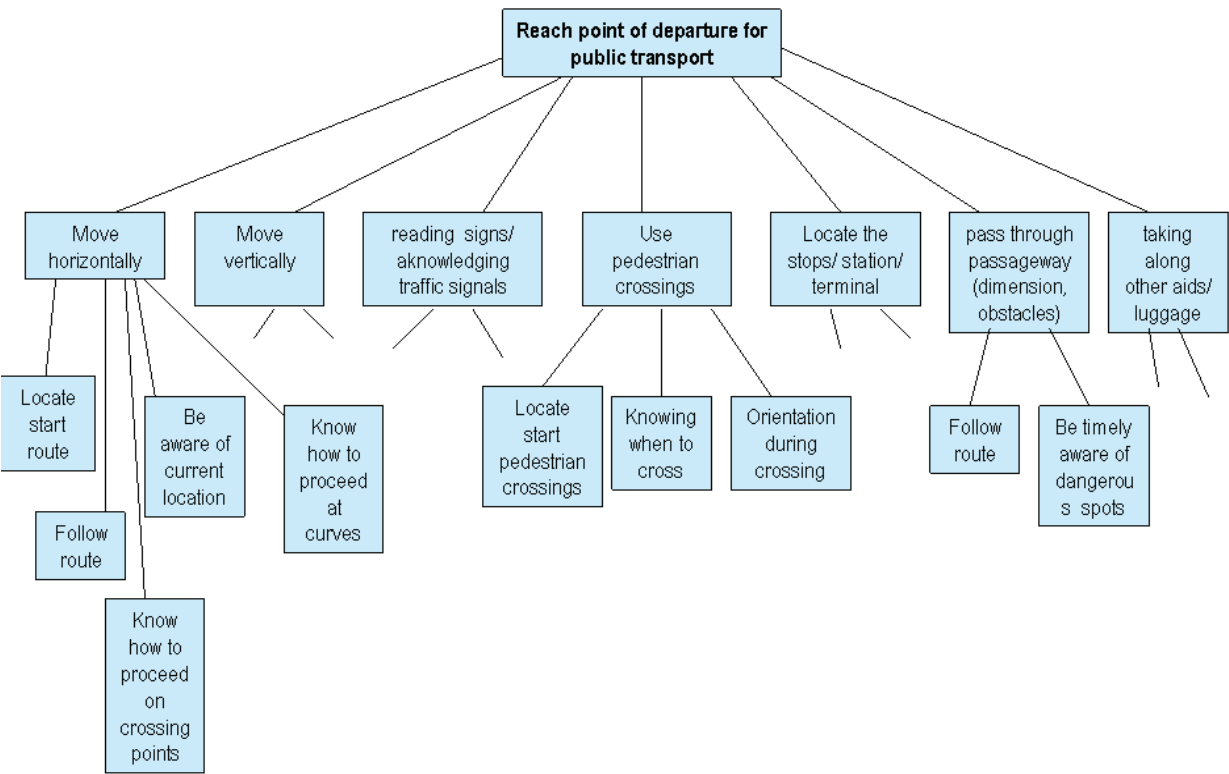 Reach point of departure for
public transport
Move
horizontally
Move
vertically
reading signs/
aknowledging
traffic signals
Use
pedestrian
crossings
Locate the
stops/ station/
terminal
pass through
passageway
(dimension,
obstacles)
taking
along
other aids/
luggage
Locate
start
route
Follow
route
Know
how to
proceed
on
crossing
points
Be
aware of
current
location
Know
how to
proceed
at
curves
Locate
start
pedestrian
crossings
Knowing
when to
cross
Orientation
during
crossing
Follow
route
Be timely
aware of
dangerou
s spots